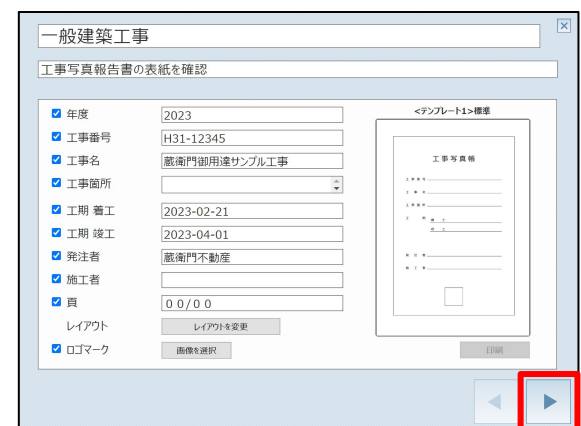 一般建築工事
工事写真報告書の表紙を確認
年度 2023
工事番号 H31-12345
工事名 蔵衛門御用達サンプル工事
工事箇所
工期 着工 2023-02-21
工期 竣工 2023-04-01
発注者 蔵衛門不動産
施工者
頁 00/00
レイアウト レイアウトを変更
ロゴマーク 画像を選択
<テンプレート1>標準
工事写真帳
印刷